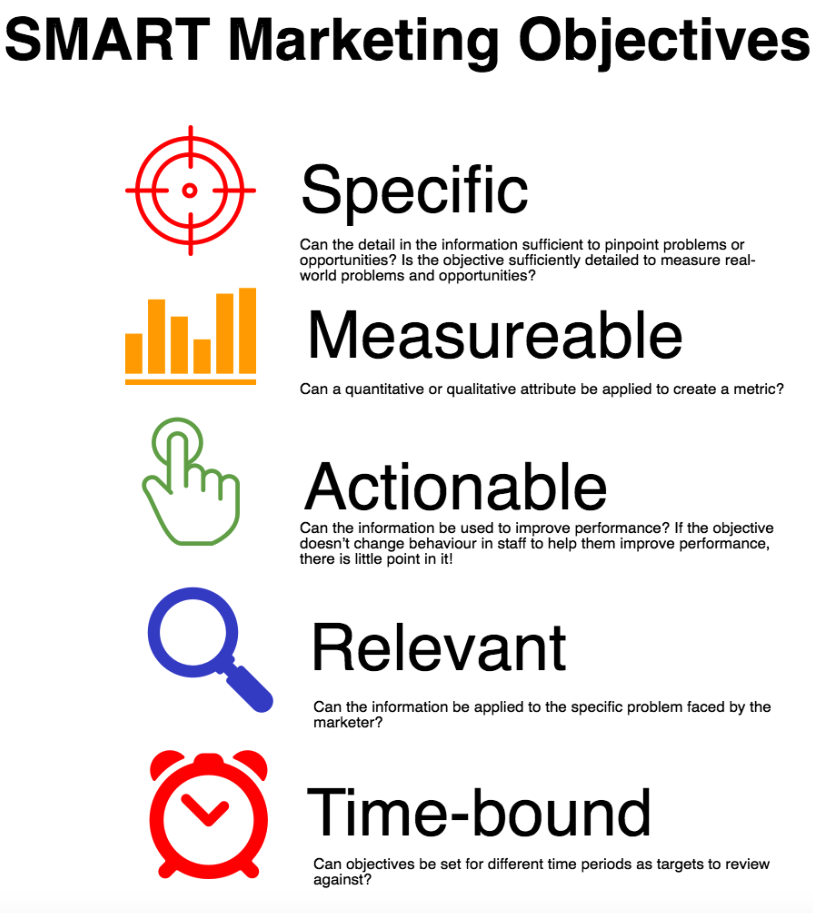 SMART Marketing Objectives
Specific
Can the detail in the information sufficient to pinpoint problems or
opportunities? Is the objective sufficiently detailed to measure real-
world problems and opportunities?
Measureable
Can a quantitative or qualitative attribute be applied to create a metric?
Actionable
Can the information be used to improve performance? If the objective
doesn't change behaviour in staff to help them improve performance,
there is little point in it!
Relevant
Can the information be applied to the specific problem faced by the
marketer?
Time-bound
Can objectives be set for different time periods as targets to review
against?